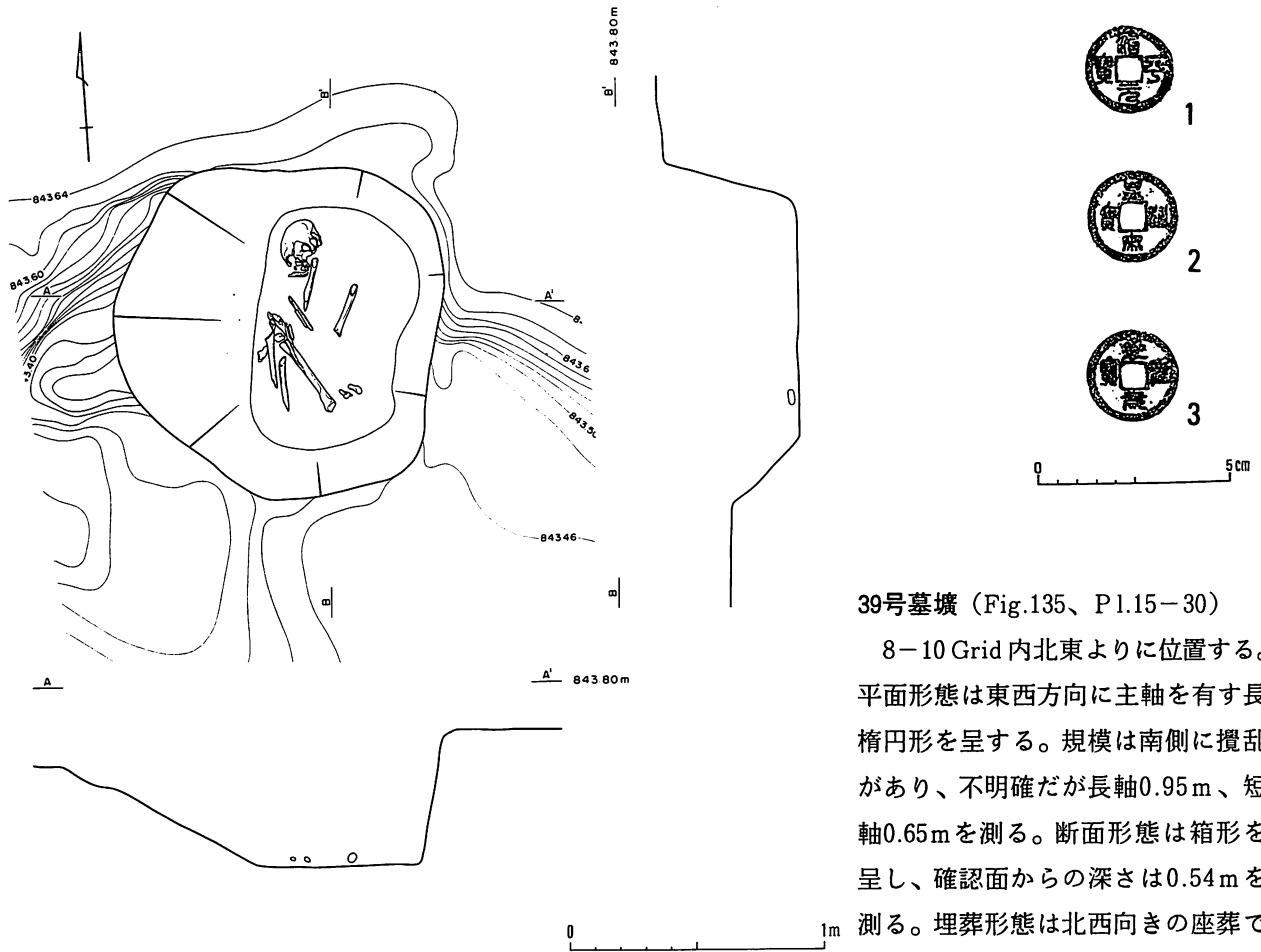 B'
B' 843.80m
1
84364
2
84360
A
A'
8436
3
84350
0 5cm
84346
B
B
39号墓壙（Fig.135、Pl.15−30）
8−10 Grid 内北東よりに位置する。
平面形態は東西方向に主軸を有す長
楕円形を呈する。規模は南側に攪乱
があり、不明確だが長軸0.95m、短
軸0.65mを測る。断面形態は箱形を
呈し、確認面からの深さは0.54mを
測る。埋葬形態は北西向きの座葬で
A
A' 843.80m
0 1m